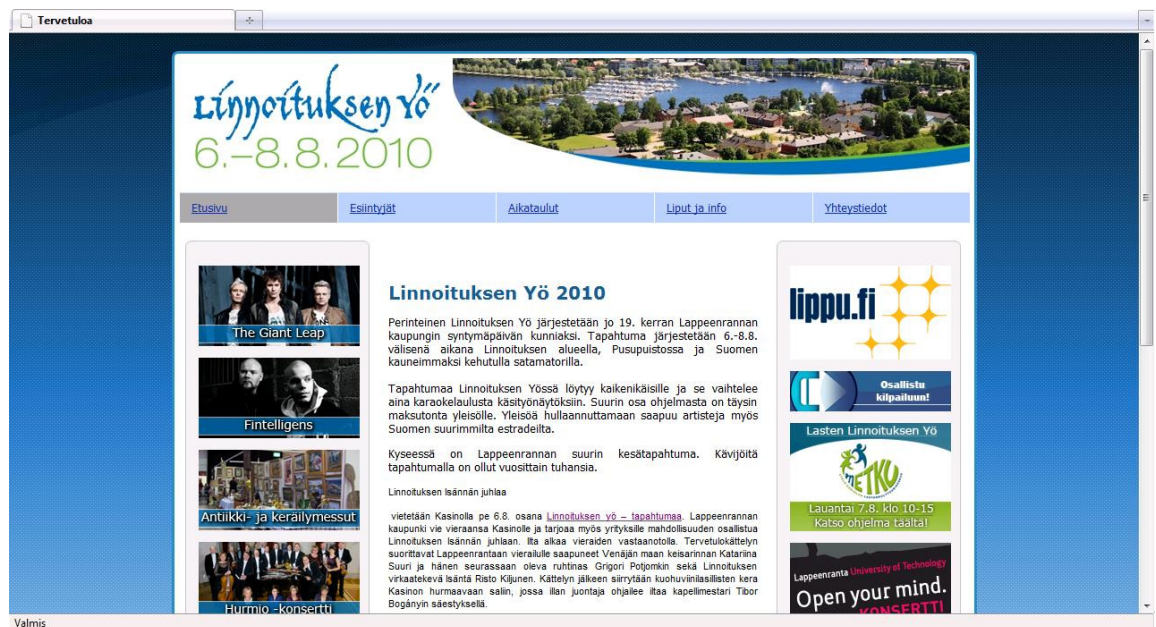 Tervetuloa
Linnoituksen Yö
6.–8.8.2010
Etusivu
Esiintyjät
Aikataulut
Liput ja info
Yhteystiedot
The Giant Leap
Fintelligens
Antiikki- ja keräilymessut
Hurmio -konsertti
Linnoituksen Yö 2010
Perinteinen Linnoituksen Yö järjestetään jo 19. kerran Lappeenrannan
kaupungin syntymäpäivän kunniaksi. Tapahtuma järjestetään 6.-8.8.
välisenä aikana Linnoituksen alueella, Pusupuistossa ja Suomen
kauneimmaksi kehutulla satamatorilla.
Tapahtumaa Linnoituksen Yössä löytyy kaikenikäisille ja se vaihtelee
aina karaokelaulusta käsityönäytöksiin. Suurin osa ohjelmasta on täysin
maksutonta yleisölle. Yleisöä hullaannuttamaan saapuu artisteja myös
Suomen suurimmilta estradeilta.
Kyseessä on Lappeenrannan suurin kesätapahtuma. Kävijöitä
tapahtumalla on ollut vuosittain tuhansia.
Linnoituksen Isännän juhlaa
vietetään Kasinolla pe 6.8. osana Linnoituksen yö – tapahtumaa. Lappeenrannan
kaupunki vie vieraansa Kasinolle ja tarjoaa myös yrityksille mahdollisuuden osallistua
Linnoituksen Isännän juhlaan. Ilta alkaa vieraiden vastaanotolla. Tervetulokättelyn
suorittavat Lappeenrantaan vierailulle saapuneet Venäjän maan keisarinnan Katariina
Suuri ja hänen seurassaan oleva ruhtinas Grigori Potjomkin sekä Linnoituksen
virkaatekevä Isäntä Risto Kiljunen. Kättelyn jälkeen siirrytään kuohuviinilasillisten kera
Kasinon hurmaavaan saliin, jossa illan juontaja ohjailee iltaa kapellimestari Tibor
Bogányin säestyksellä.
lippu.fi
Osallistu
kilpailuun!
Lasten Linnoituksen Yö
METKU
Lauantai 7.8. klo 10-15
Katso ohjelma täältä!
Lappeenranta University of Technology
Open your mind.
KONSERTTI
Valmis